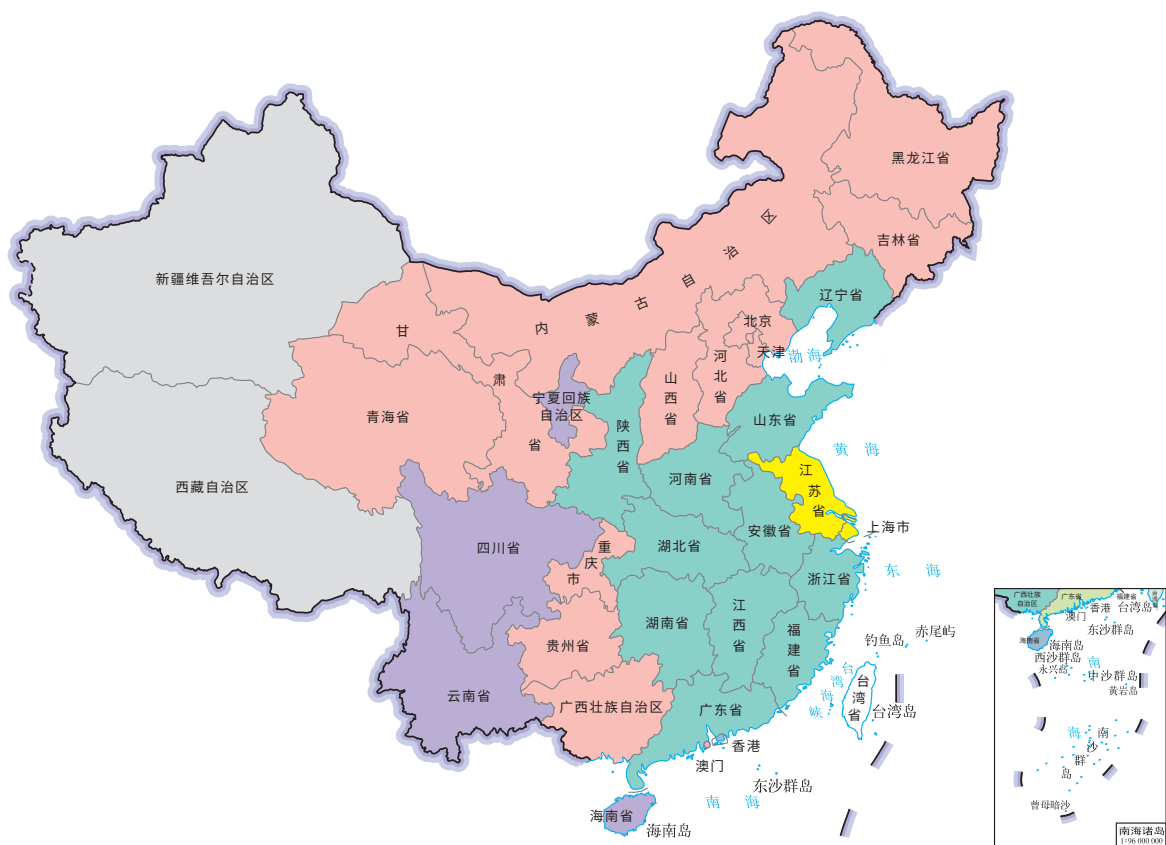 黑龙江省
吉林省
辽宁省
内蒙古自治区
新疆维吾尔自治区
甘肃省
北京
天津
渤海
河北省
山西省
宁夏回族
自治区
青海省
陕西省
山东省
黄海
西藏自治区
河南省
江苏省
安徽省
上海市
四川省
重庆市
湖北省
浙江省
东海
湖南省
江西省
福建省
贵州省
云南省
广西壮族自治区
广东省
钓鱼岛
赤尾屿
台湾海峡
台湾省
台湾岛
香港
澳门
东沙群岛
南海
海南省
海南岛
广西壮族
自治区
广东省
福建省
香港
澳门
台湾岛
东沙群岛
海南省
海南岛
西沙群岛
永兴岛
中沙群岛
黄岩岛
南海
南沙群岛
曾母暗沙
南海诸岛
1:96 000 000